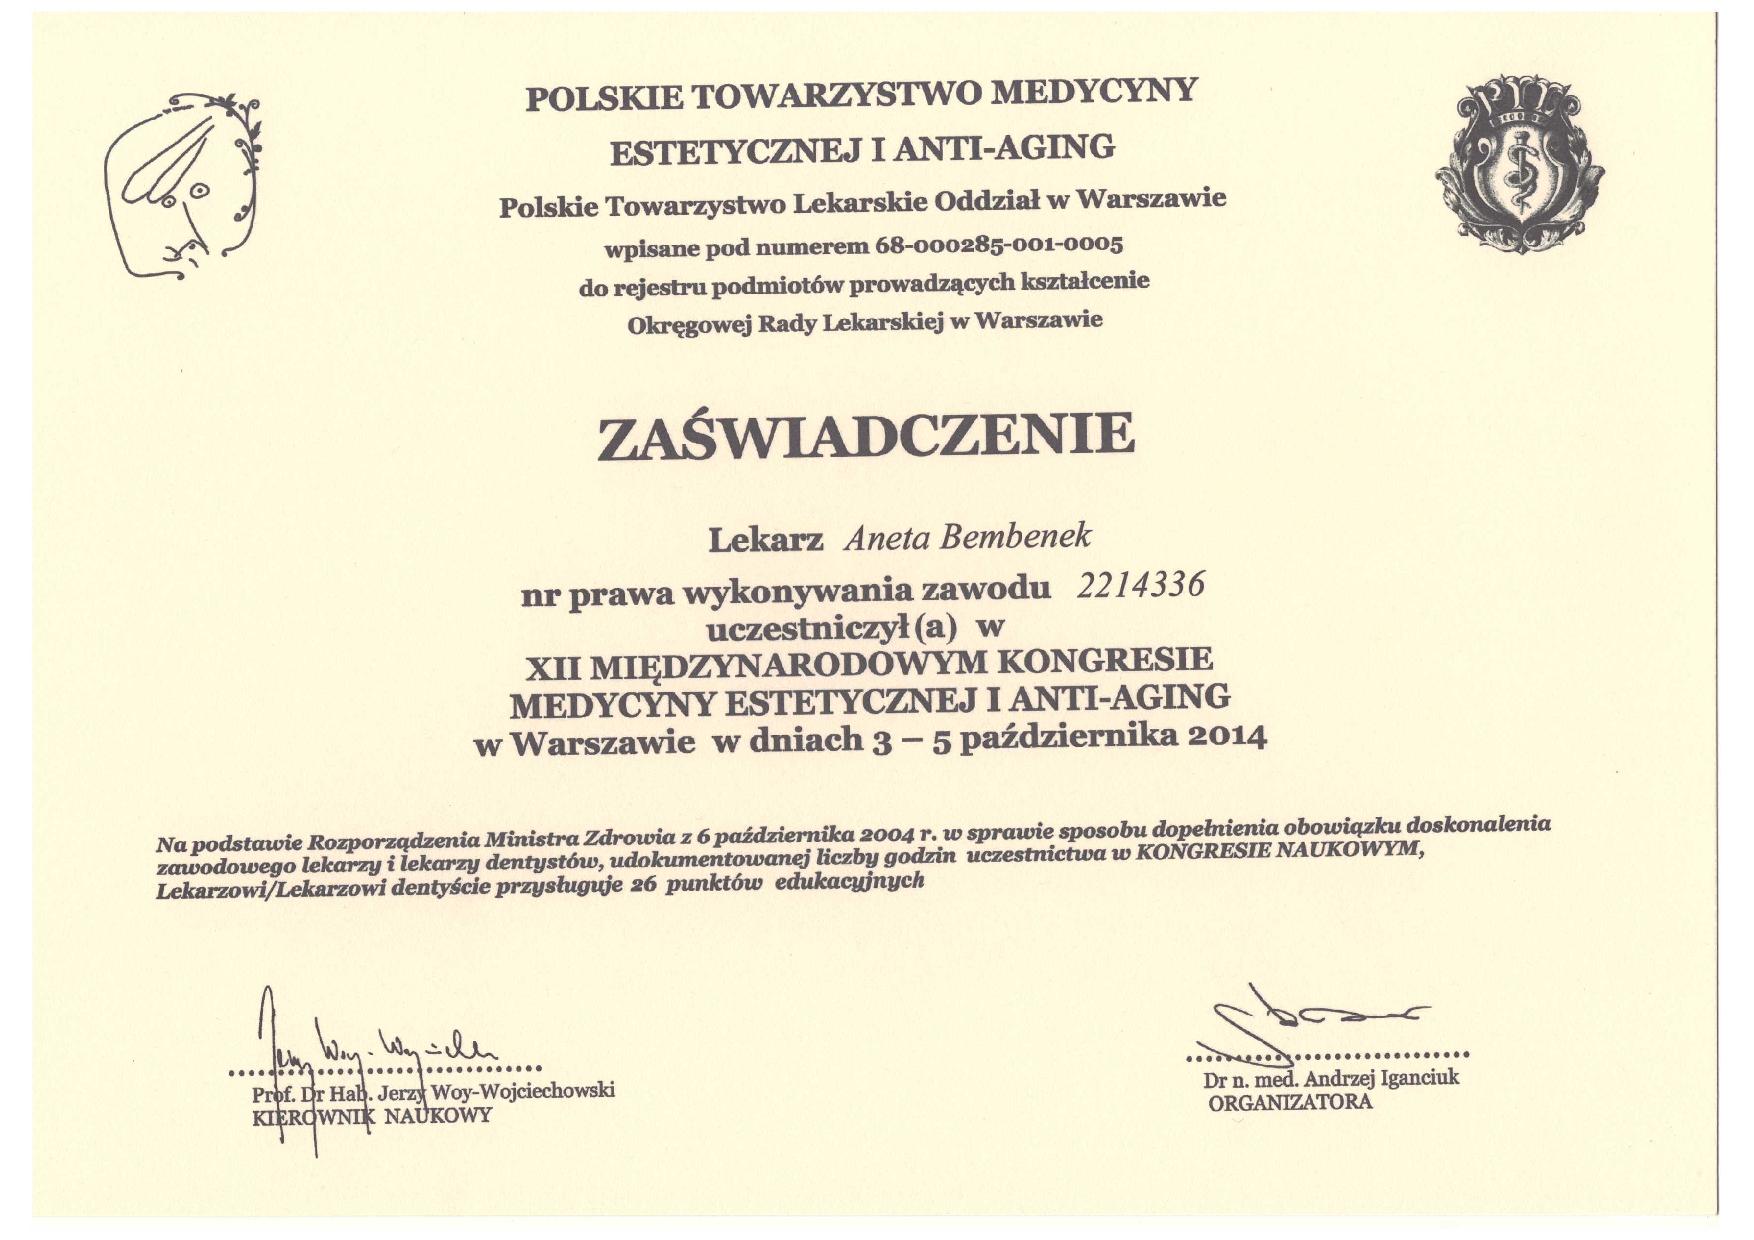 POLSKIE TOWARZYSTWO MEDYCYNY
ESTETYCZNEJ I ANTI-AGING
Polskie Towarzystwo Lekarskie Oddział w Warszawie
wpisane pod numerem 68-000285-001-0005
do rejestru podmiotów prowadzących kształcenie
Okręgowej Rady Lekarskiej w Warszawie
PTL
ZAŚWIADCZENIE
Lekarz Aneta Bembenek
nr prawa wykonywania zawodu 2214336
uczestniczył(a) w
XII MIĘDZYNARODOWYM KONGRESIE
MEDYCYNY ESTETYCZNEJ I ANTI-AGING
w Warszawie w dniach 3 – 5 października 2014
Na podstawie Rozporządzenia Ministra Zdrowia z 6 października 2004 r. w sprawie sposobu dopełnienia obowiązku doskonalenia
zawodowego lekarzy i lekarzy dentystów, udokumentowanej liczby godzin uczestnictwa w KONGRESIE NAUKOWYM,
Lekarzowi/Lekarzowi dentyście przysługuje 26 punktów edukacyjnych
Prof. Dr Hab. Jerzy Woy-Wojciechowski
KIEROWNIK NAUKOWY
Dr n. med. Andrzej Iganciuk
ORGANIZATORA